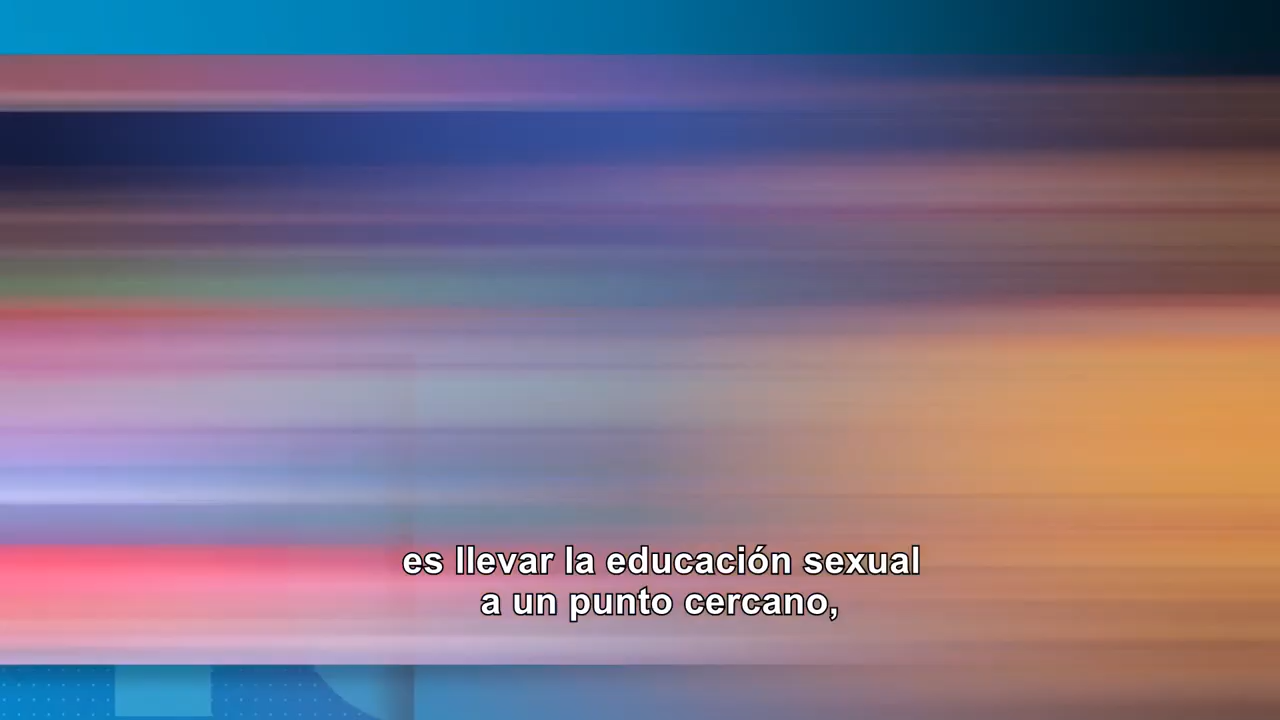 es llevar la educación sexual
a un punto cercano,